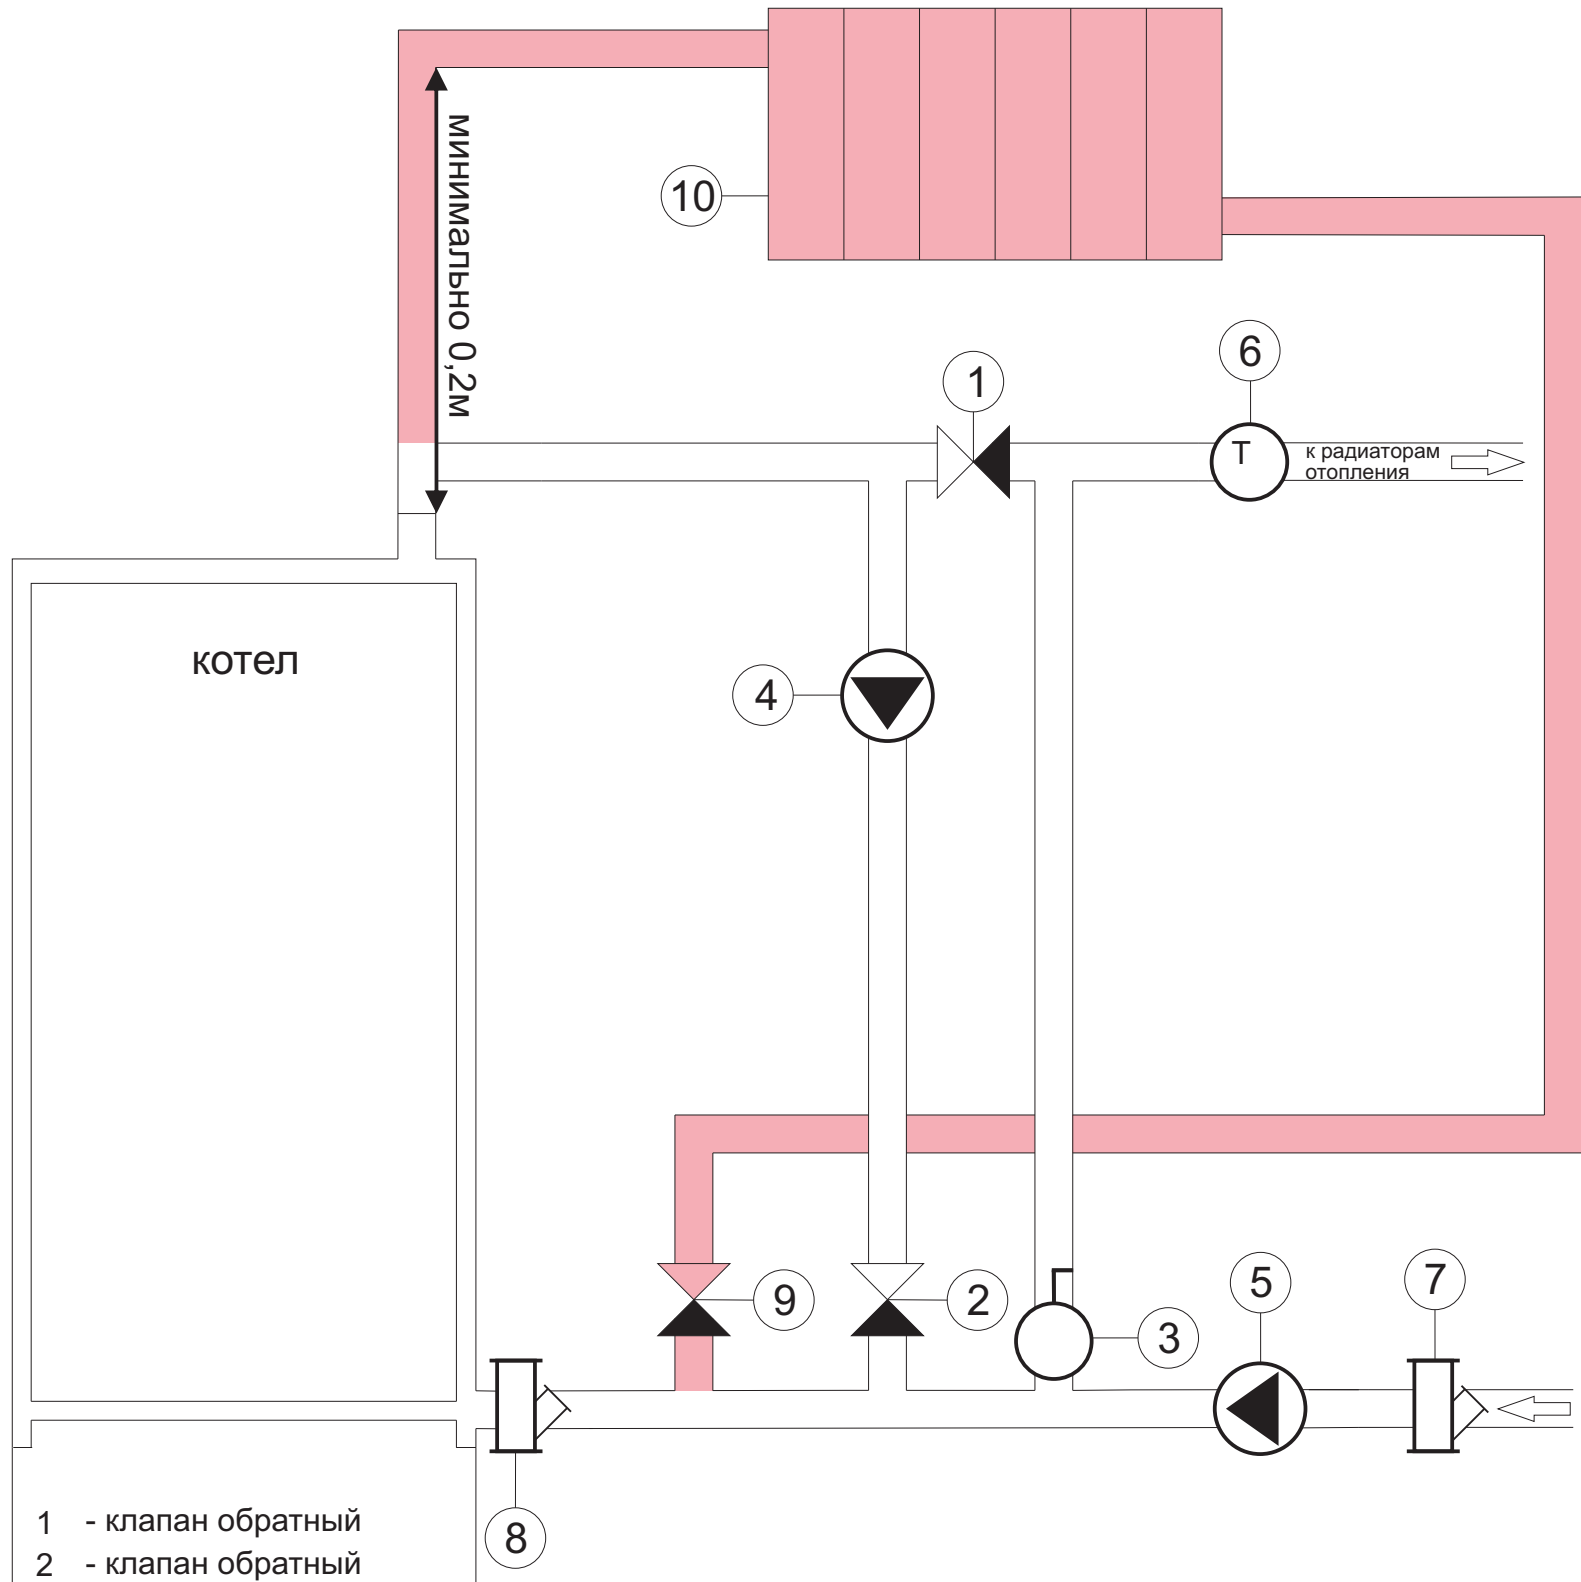 минимально 0,2м
10
1
6
T
к радиаторам
отопления
котел
4
9
2
3
5
7
8
1 - клапан обратный
2 - клапан обратный